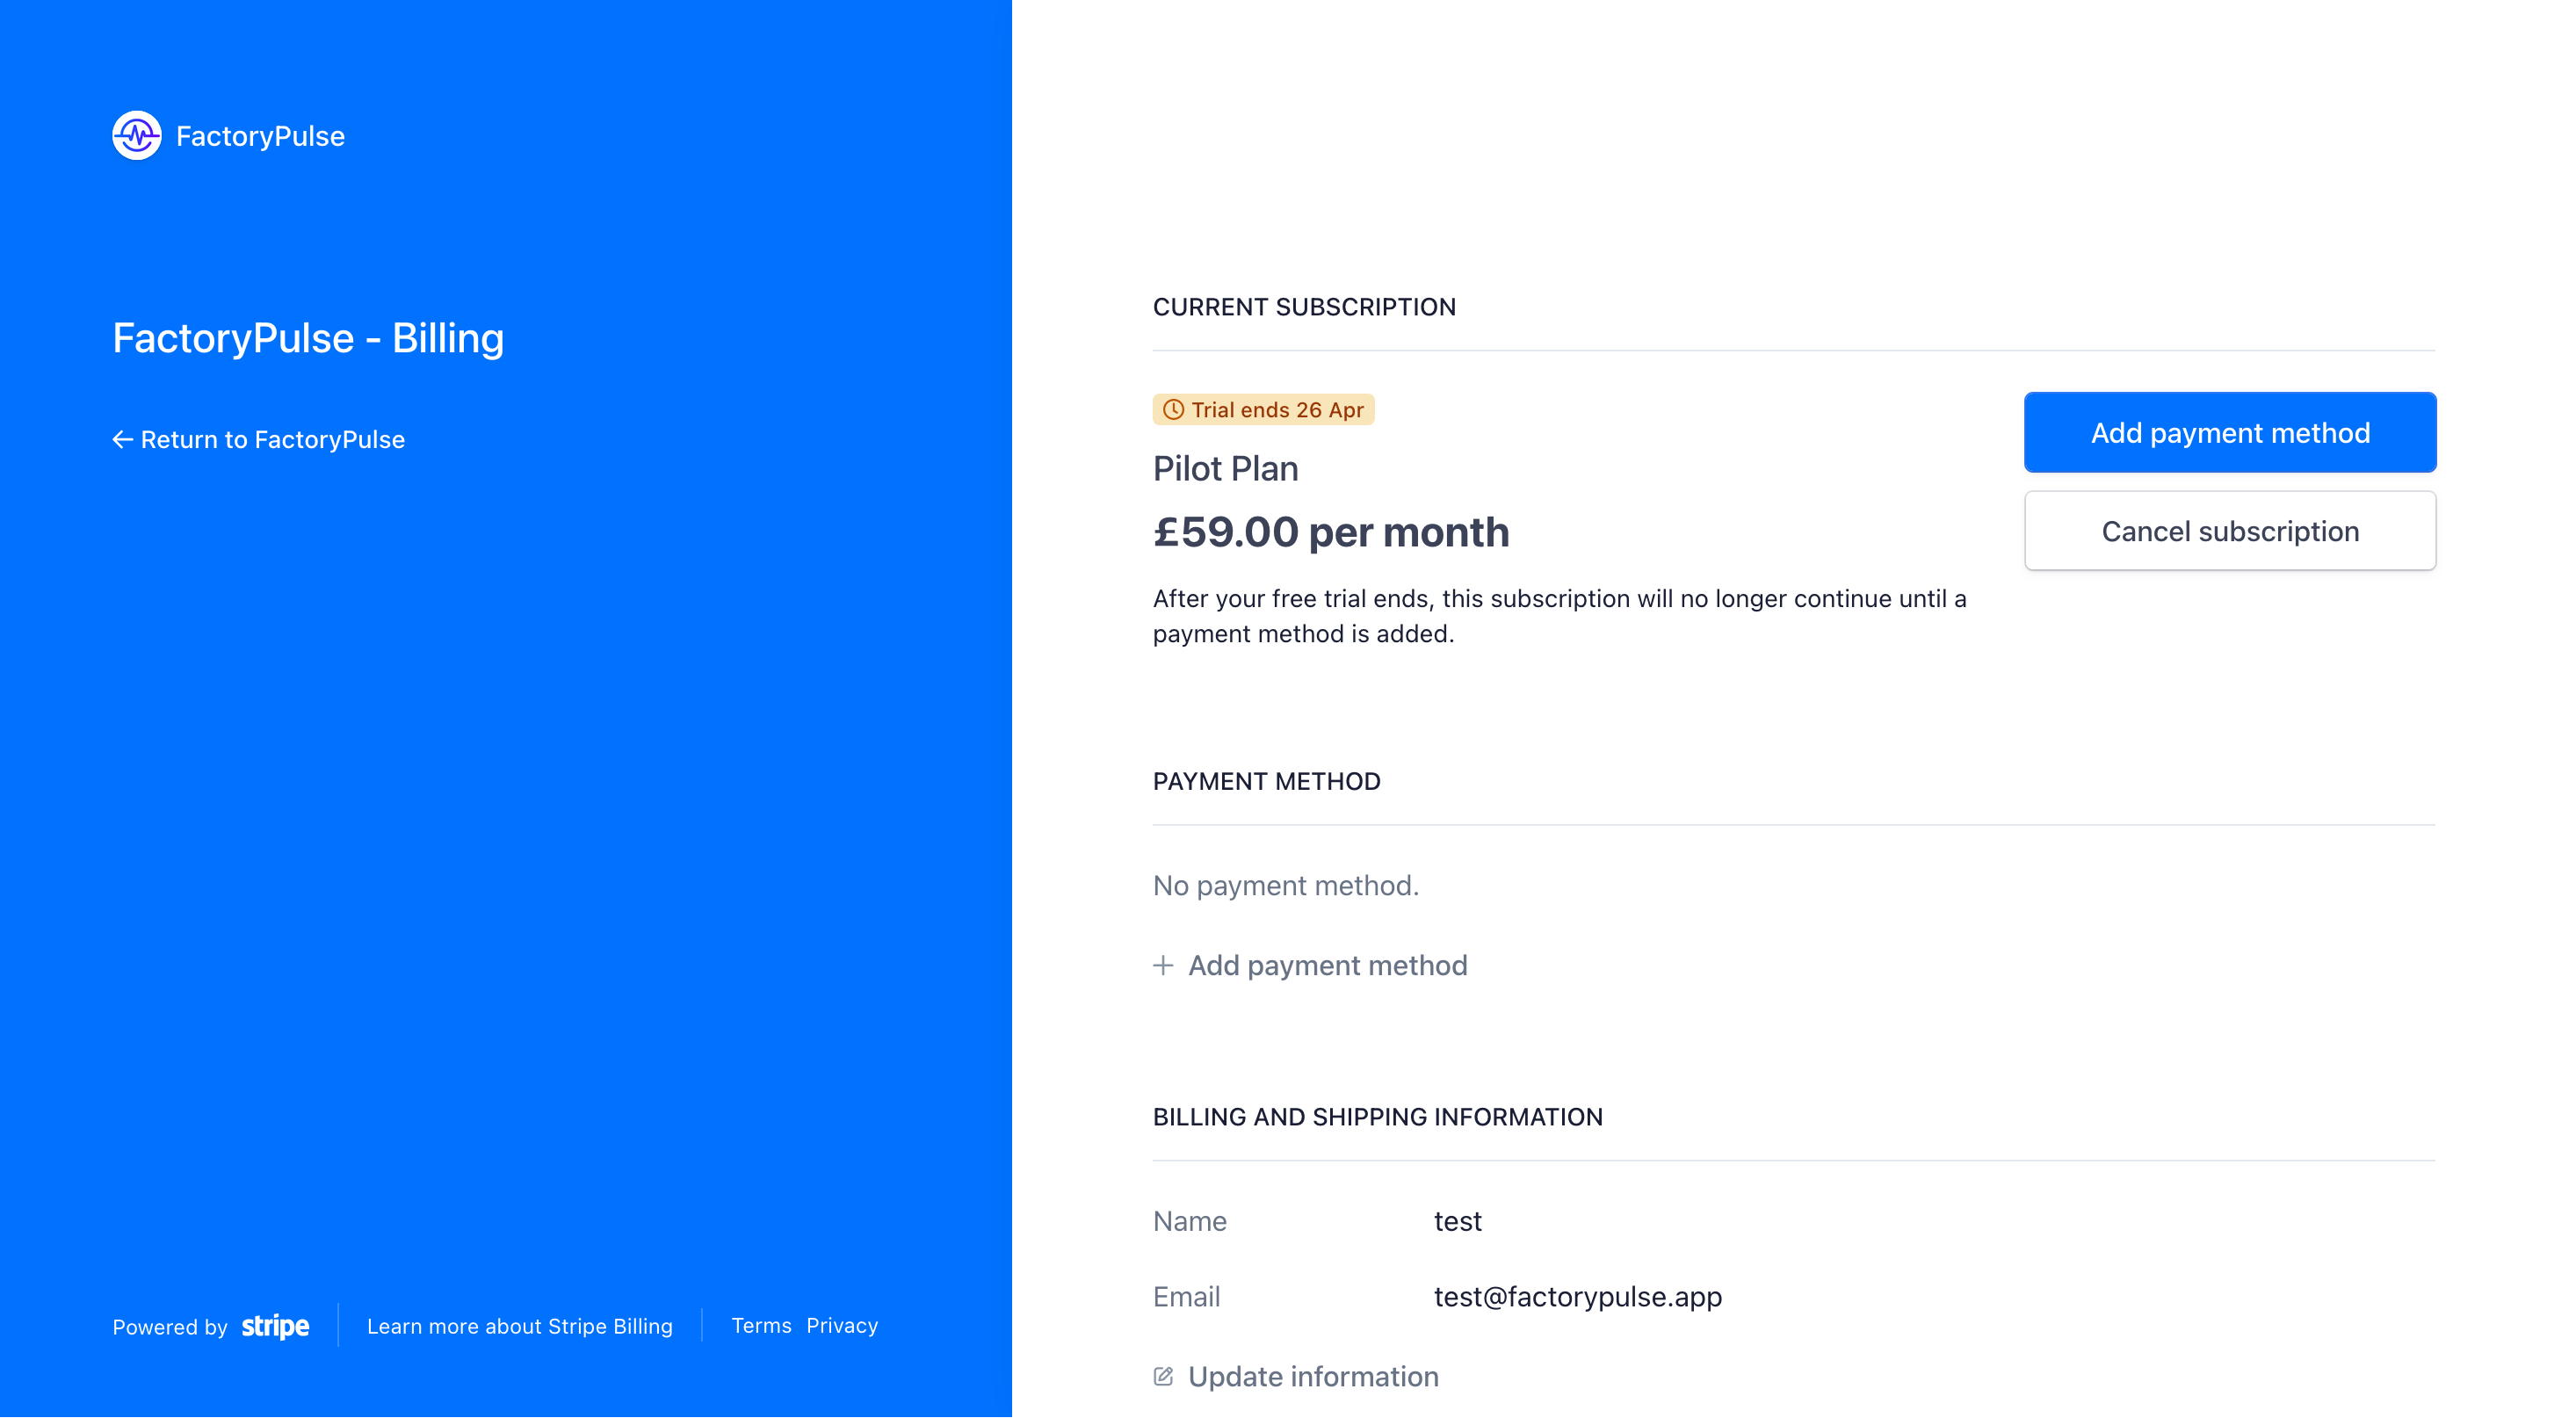 FactoryPulse
FactoryPulse - Billing
Return to FactoryPulse
Powered by stripe
Learn more about Stripe Billing
Terms Privacy
CURRENT SUBSCRIPTION
Trial ends 26 Apr
Pilot Plan
£59.00 per month
After your free trial ends, this subscription will no longer continue until a
payment method is added.
Add payment method
Cancel subscription
PAYMENT METHOD
No payment method.
Add payment method
BILLING AND SHIPPING INFORMATION
Name test
Email test@factorypulse.app
Update information